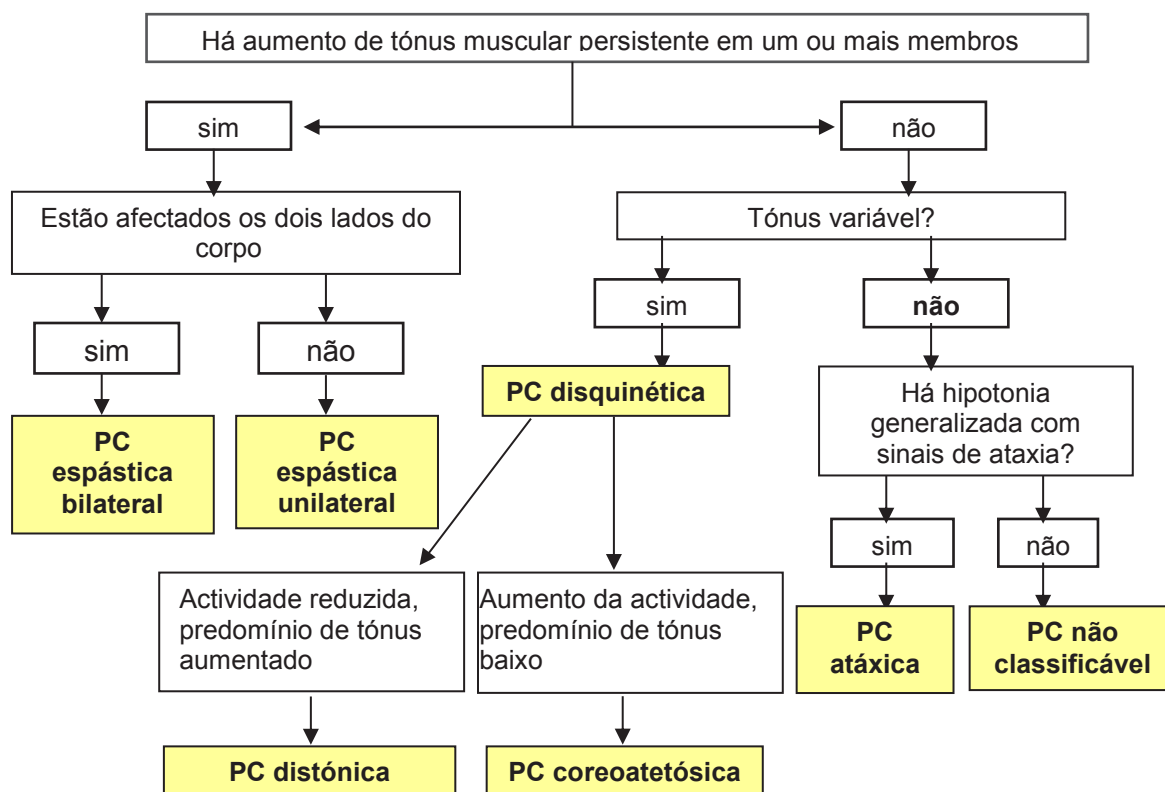 Há aumento de tónus muscular persistente em um ou mais membros
sim
não
Estão afectados os dois lados do
corpo
Tónus variável?
sim
não
sim
não
PC disquinética
Há hipotonia
generalizada com
sinais de ataxia?
PC
espástica
bilateral
PC
espástica
unilateral
sim
não
Actividade reduzida,
predomínio de tónus
aumentado
Aumento da actividade,
predomínio de tónus
baixo
PC
atáxica
PC não
classificável
PC distónica
PC coreoatetósica